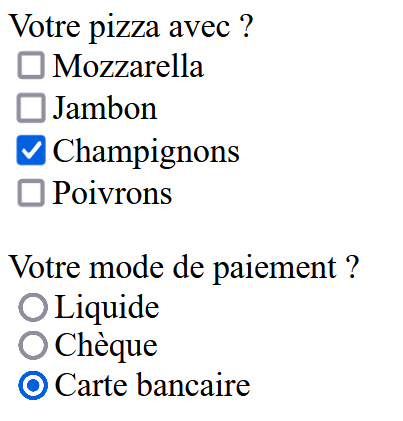 Votre pizza avec ?
Mozzarella
Jambon
Champignons
Poivrons
Votre mode de paiement ?
Liquide
Chèque
Carte bancaire